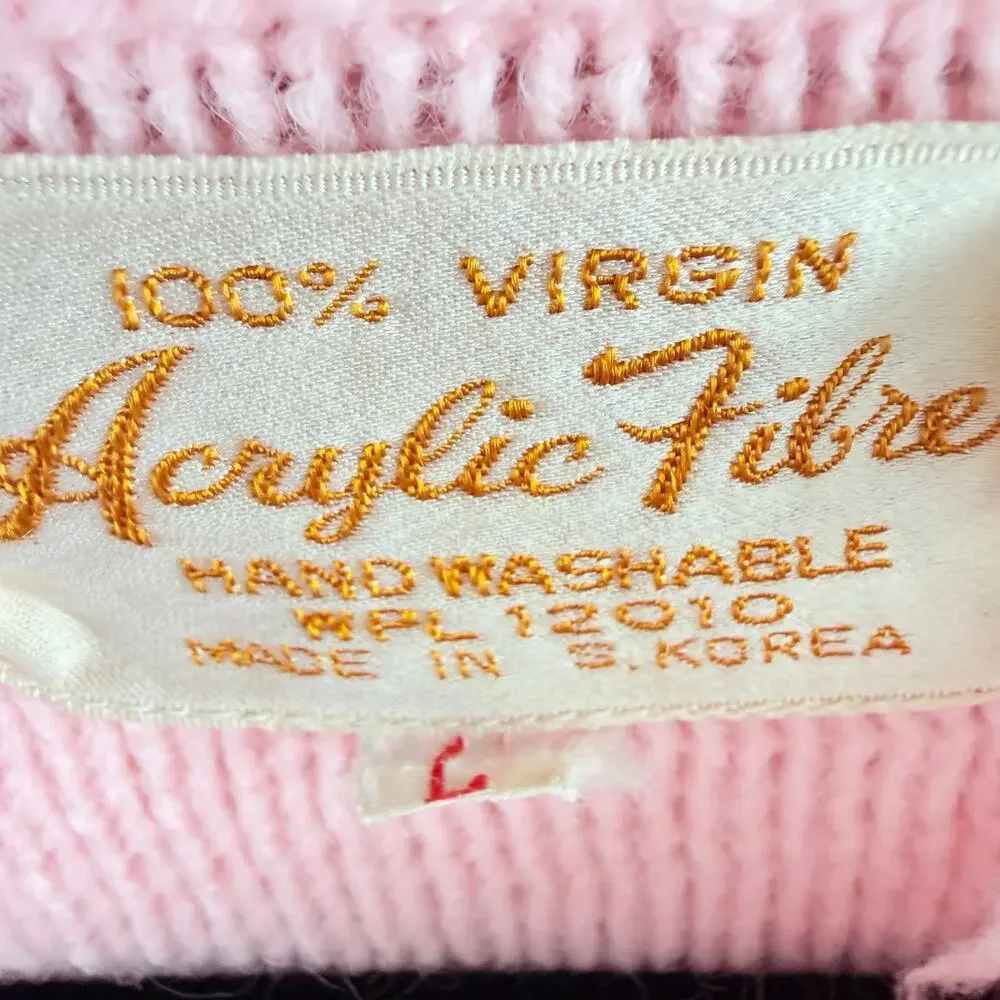 100% VIRGIN
Acrylic Fibre
HAND WASHABLE
WPL 12010
MADE IN S. KOREA
L